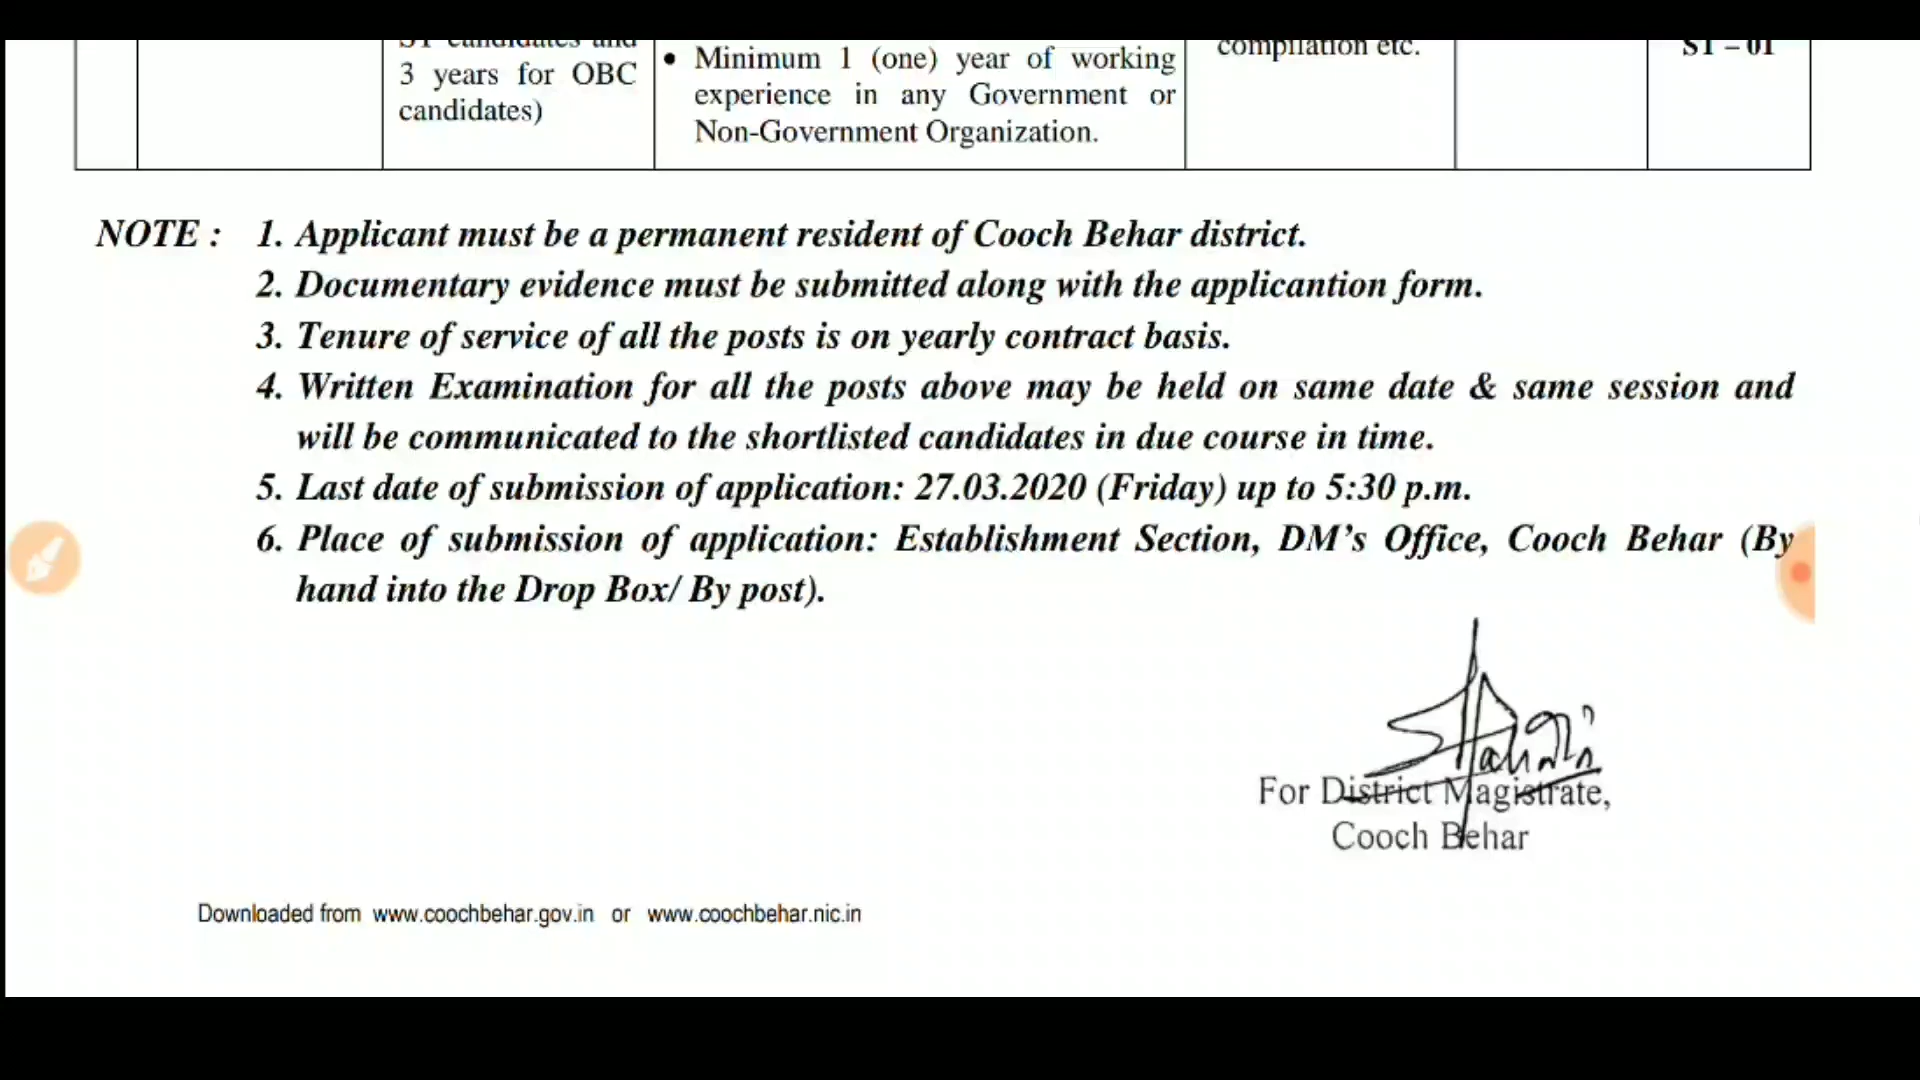 ST candidates and
3 years for OBC
candidates)
• Minimum 1 (one) year of working
experience in any Government or
Non-Government Organization.
compilation etc.
ST – 01
NOTE : 1. Applicant must be a permanent resident of Cooch Behar district.
2. Documentary evidence must be submitted along with the applicantion form.
3. Tenure of service of all the posts is on yearly contract basis.
4. Written Examination for all the posts above may be held on same date & same session and
will be communicated to the shortlisted candidates in due course in time.
5. Last date of submission of application: 27.03.2020 (Friday) up to 5:30 p.m.
6. Place of submission of application: Establishment Section, DM's Office, Cooch Behar (By
hand into the Drop Box/ By post).
For District Magistrate,
Cooch Behar
Downloaded from www.coochbehar.gov.in or www.coochbehar.nic.in